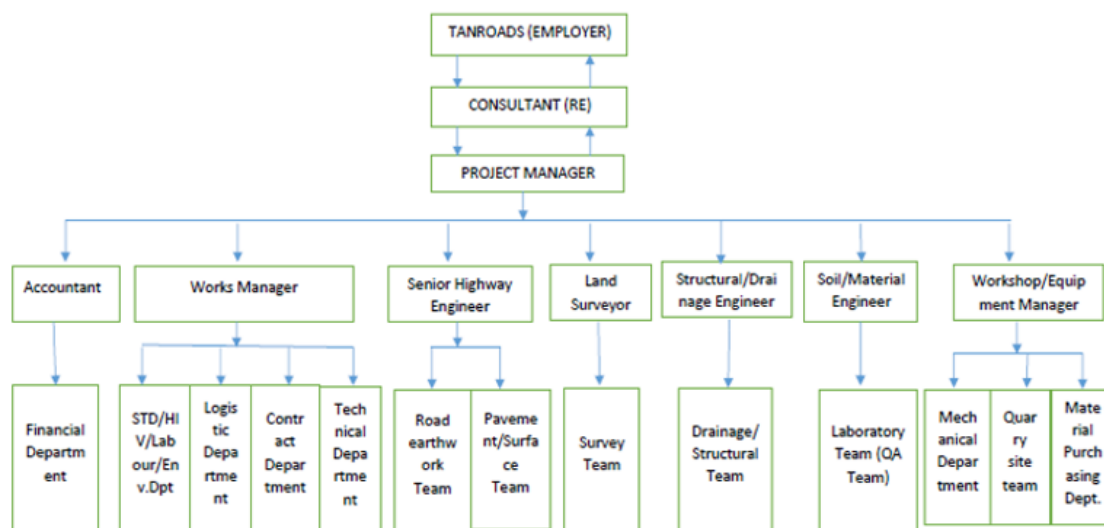 TANROADS (EMPLOYER)
CONSULTANT (RE)
PROJECT MANAGER
Accountant
Works Manager
Senior Highway
Engineer
Land
Surveyor
Structural/Drai
nage Engineer
Soil/Material
Engineer
Workshop/Equip
ment Manager
Financial
Departm
ent
STD/HI
V/Lab
our/En
v.Dpt
Logis
tic
Depa
rtme
nt
Contr
act
Depar
tment
Tech
nical
Depa
rtme
nt
Road
earthwo
rk
Team
Paveme
nt/Surfa
ce
Team
Survey
Team
Drainage/
Structural
Team
Laboratory
Team (QA
Team)
Mech
anical
Depar
tment
Quar
ry
site
team
Mate
rial
Purch
asing
Dept.